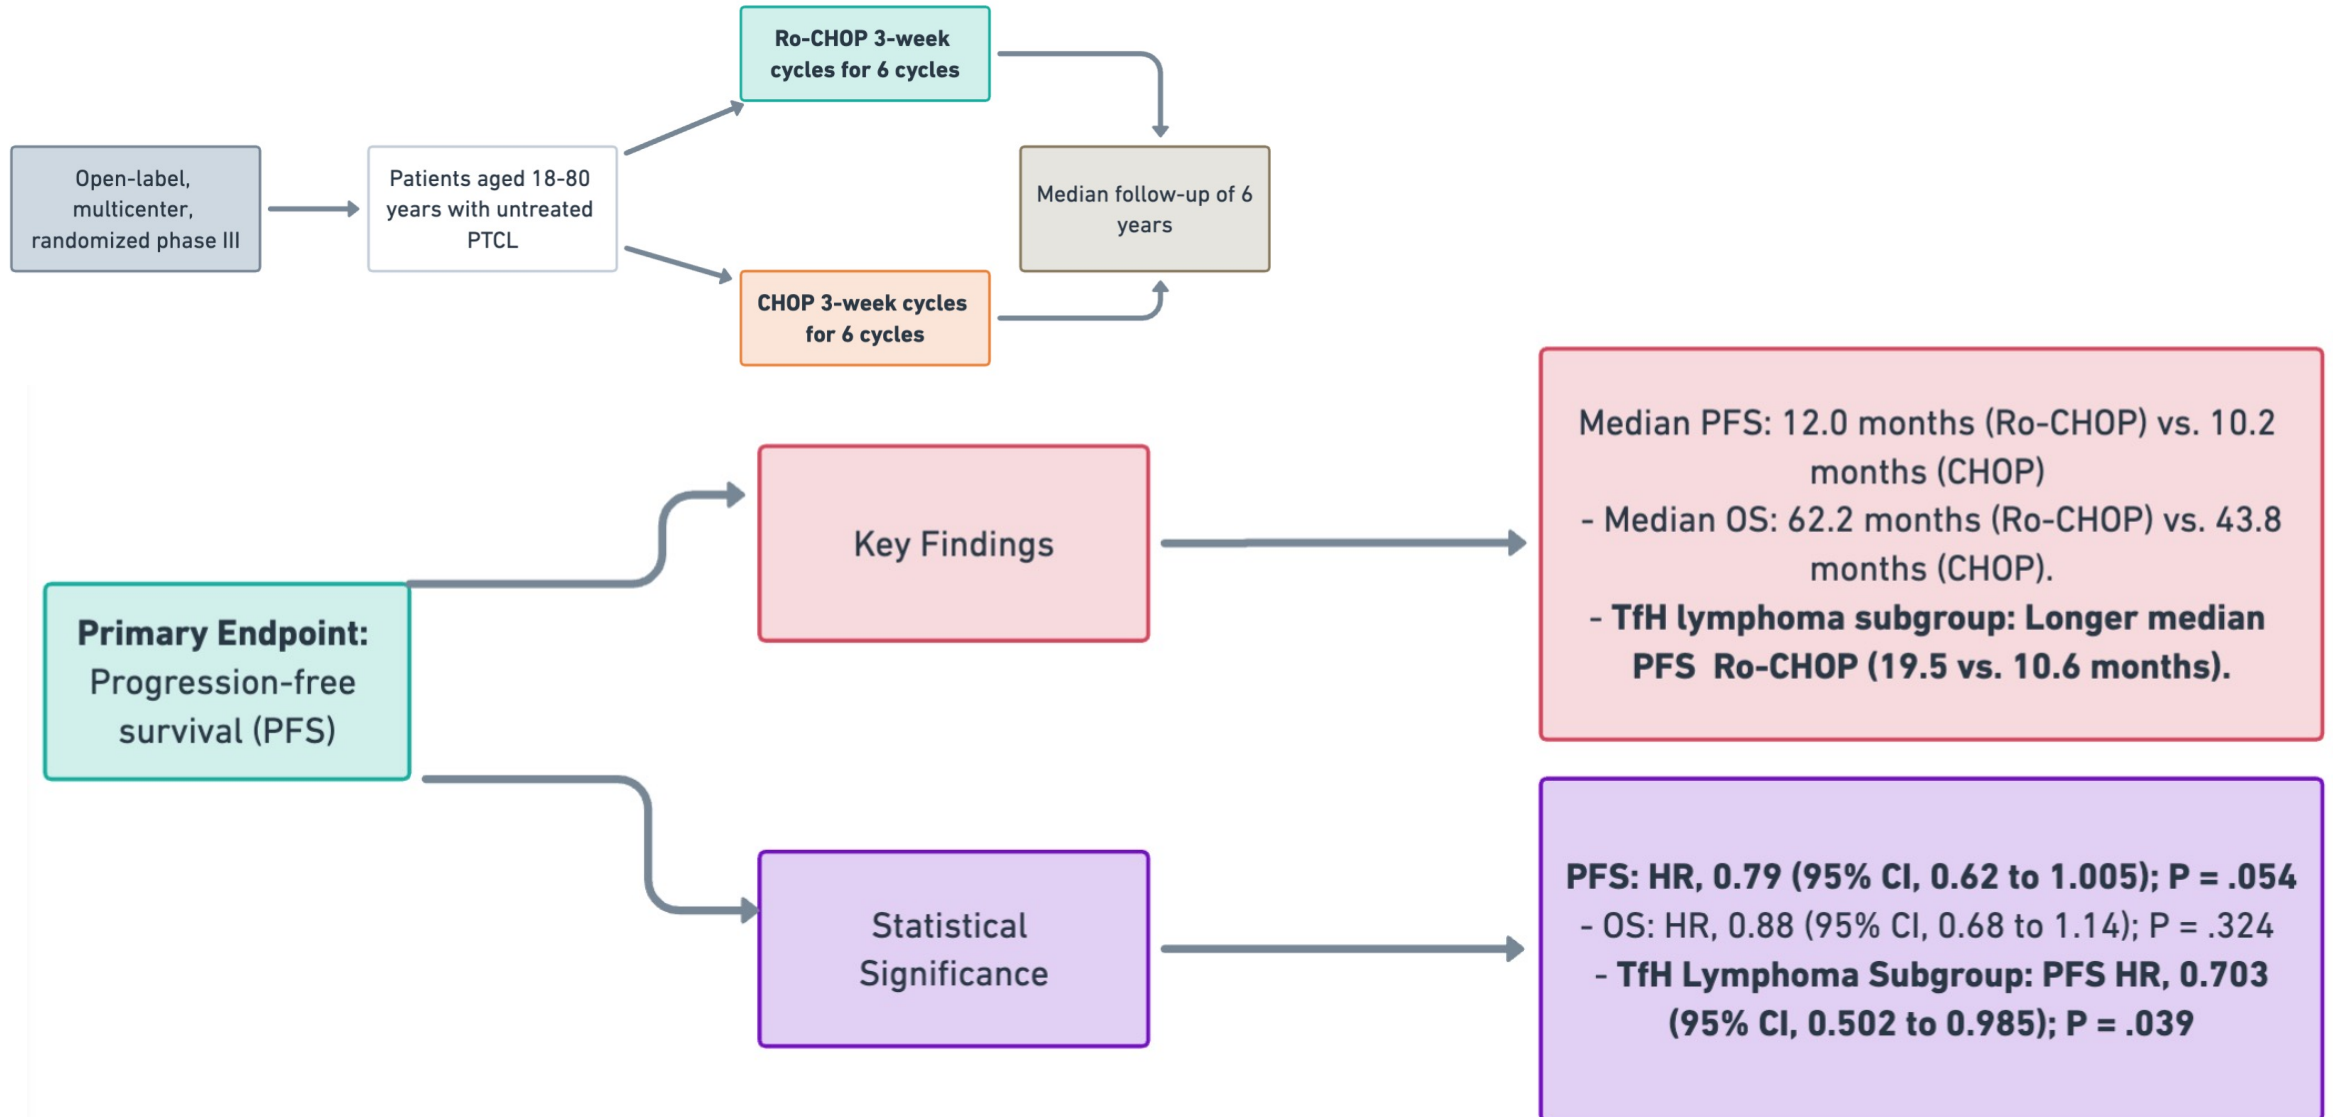 Ro-CHOP 3-week
cycles for 6 cycles
Open-label,
multicenter,
randomized phase III
Patients aged 18-80
years with untreated
PTCL
Median follow-up of 6
years
CHOP 3-week cycles
for 6 cycles
Primary Endpoint:
Progression-free
survival (PFS)
Key Findings
Median PFS: 12.0 months (Ro-CHOP) vs. 10.2
months (CHOP)
- Median OS: 62.2 months (Ro-CHOP) vs. 43.8
months (CHOP).
- TfH lymphoma subgroup: Longer median
PFS Ro-CHOP (19.5 vs. 10.6 months).
Statistical
Significance
PFS: HR, 0.79 (95% CI, 0.62 to 1.005); P = .054
- OS: HR, 0.88 (95% CI, 0.68 to 1.14); P = .324
- TfH Lymphoma Subgroup: PFS HR, 0.703
(95% CI, 0.502 to 0.985); P = .039